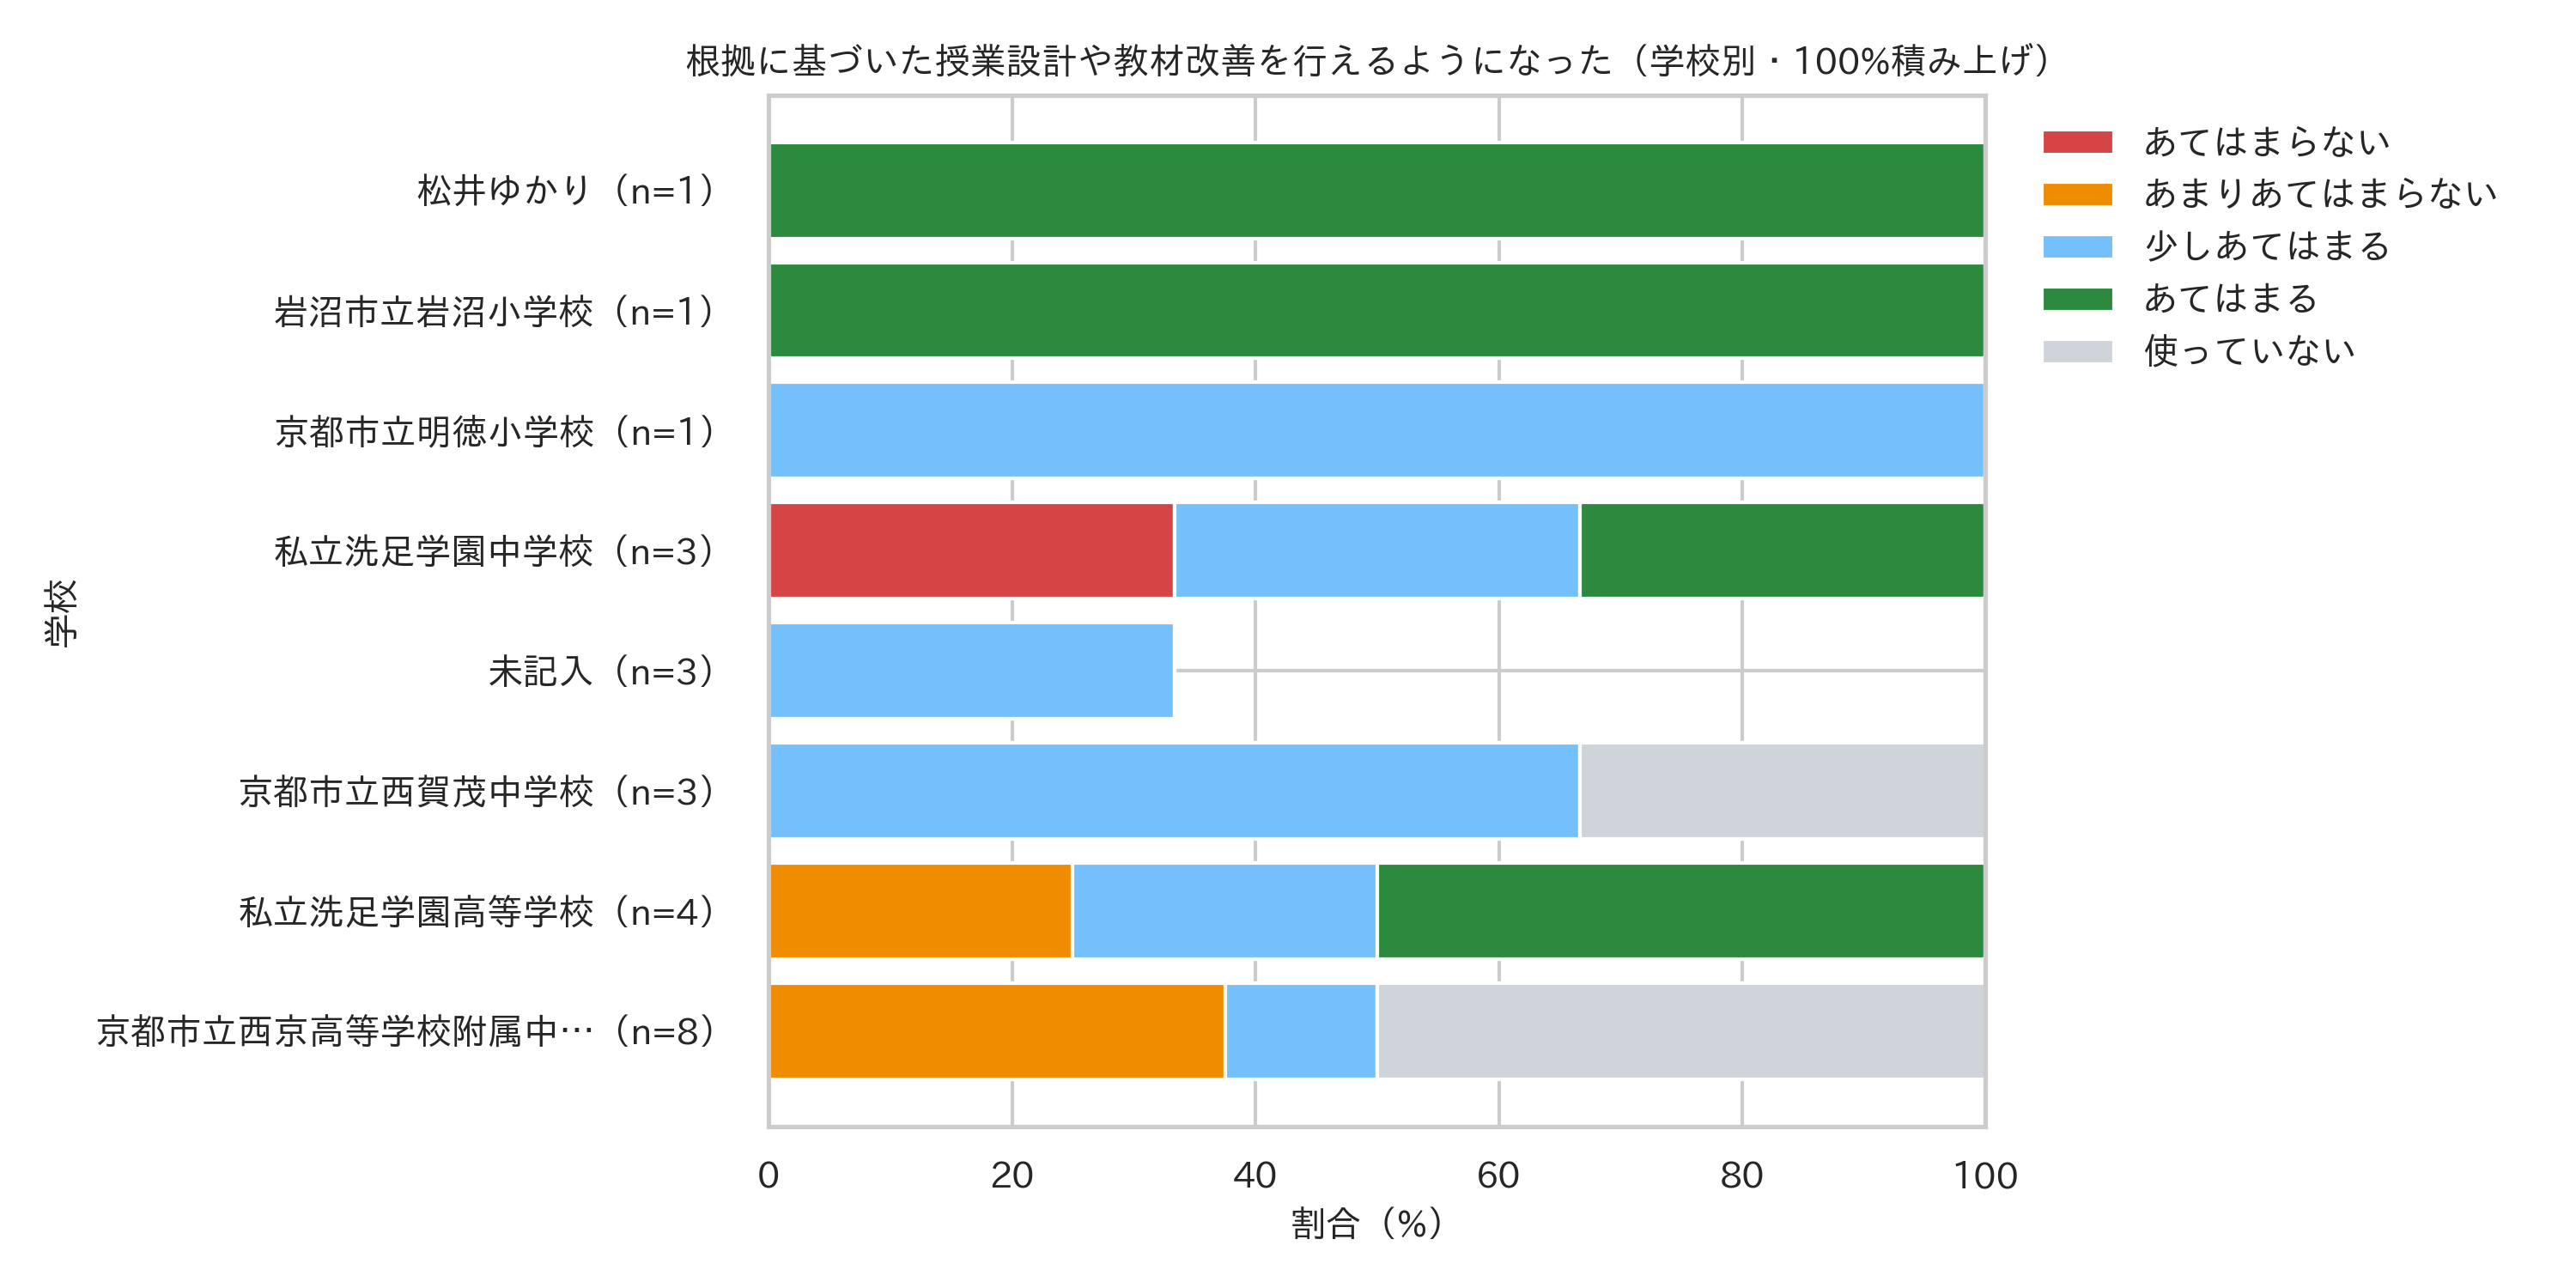 根拠に基づいた授業設計や教材改善を行えるようになった（学校別・100%積み上げ）
あてはまらない
あまりあてはまらない
少しあてはまる
あてはまる
使っていない
学校
松井ゆかり（n=1）
岩沼市立岩沼小学校（n=1）
京都市立明徳小学校（n=1）
私立洗足学園中学校（n=3）
未記入（n=3）
京都市立西賀茂中学校（n=3）
私立洗足学園高等学校（n=4）
京都市立西京高等学校附属中…（n=8）
0 20 40 60 80 100
割合（%）